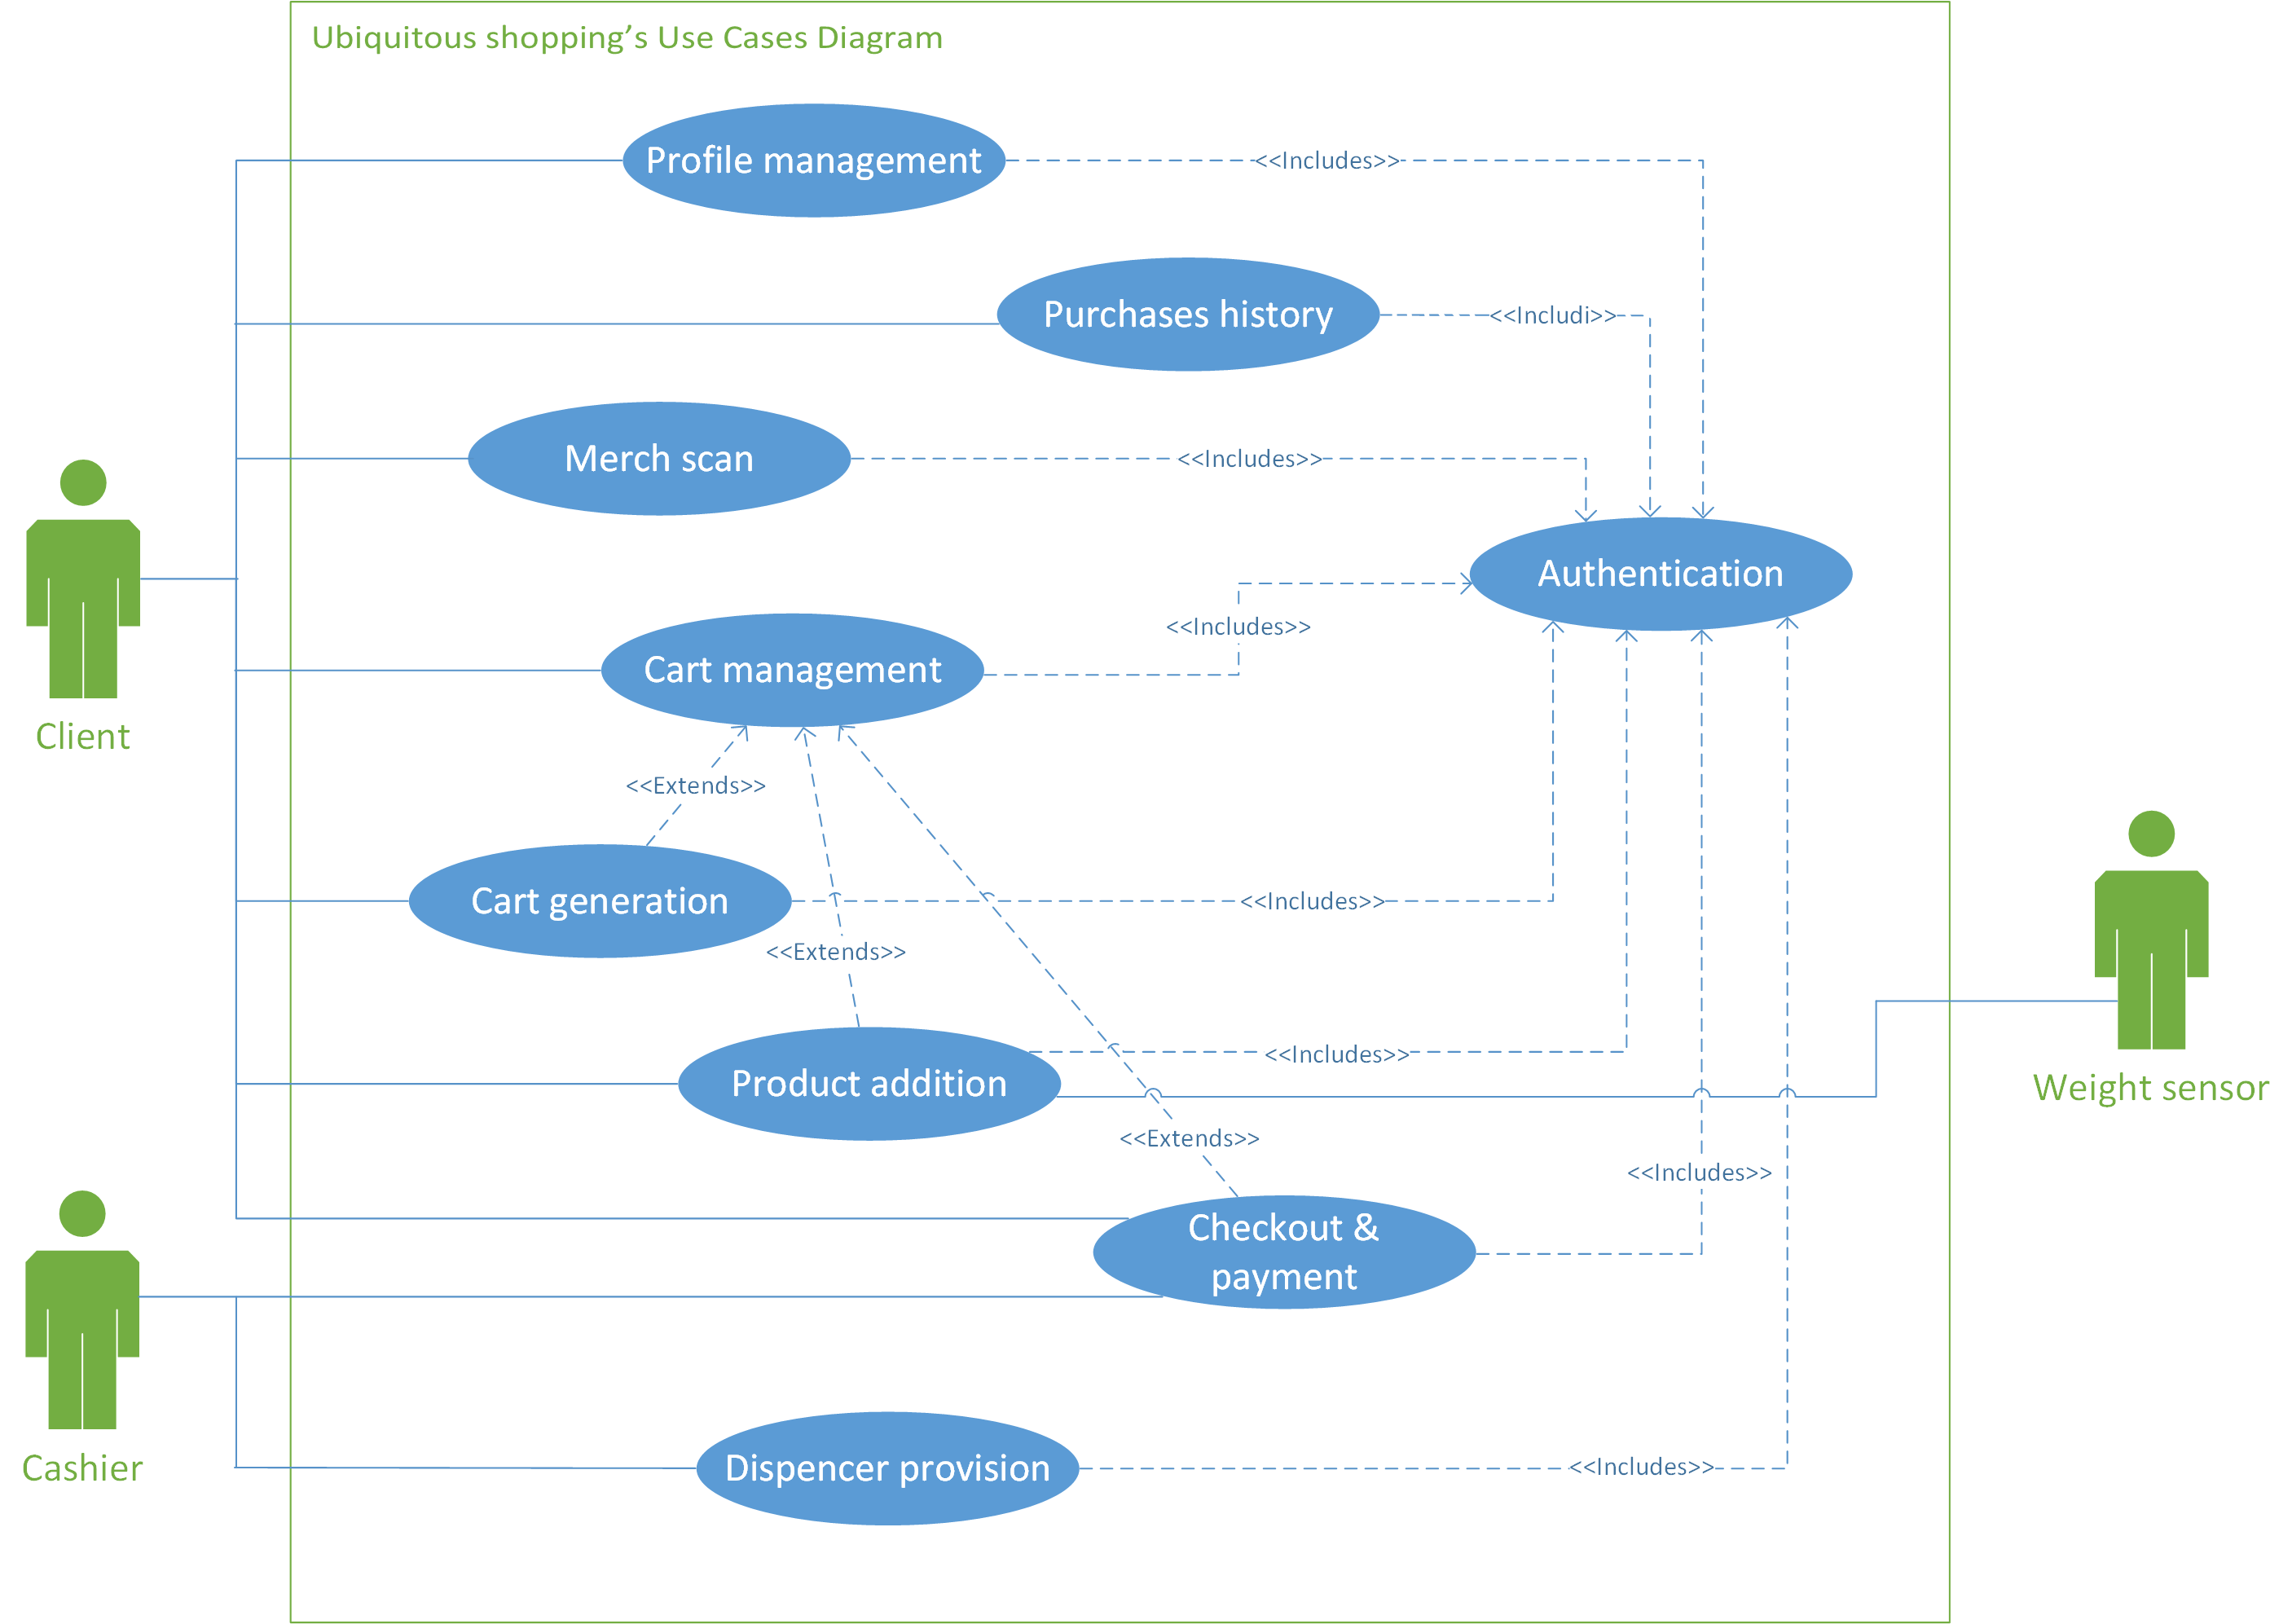 Ubiquitous shopping’s Use Cases Diagram
Profile management
<<Includes>>
Purchases history
<<Includi>>
Merch scan
<<Includes>>
Authentication
<<Includes>>
Cart management
Client
<<Extends>>
Cart generation
<<Includes>>
<<Extends>>
<<Includes>>
Product addition
Weight sensor
<<Extends>>
<<Includes>>
Checkout &
payment
Cashier
Dispencer provision
<<Includes>>